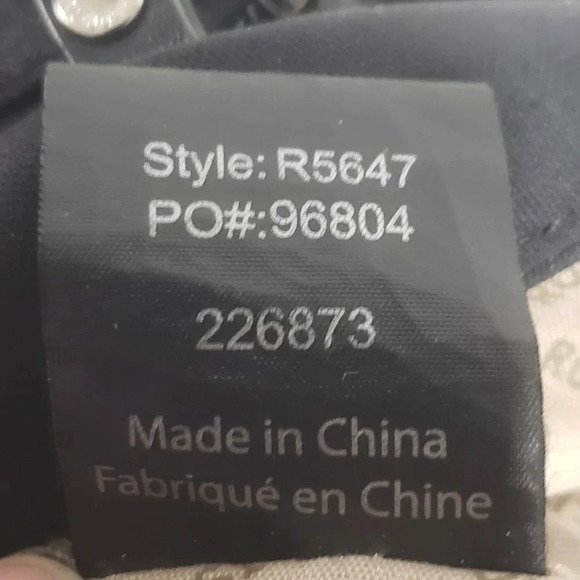 Style: R5647
PO#:96804
226873
Made in China
Fabriqué en Chine